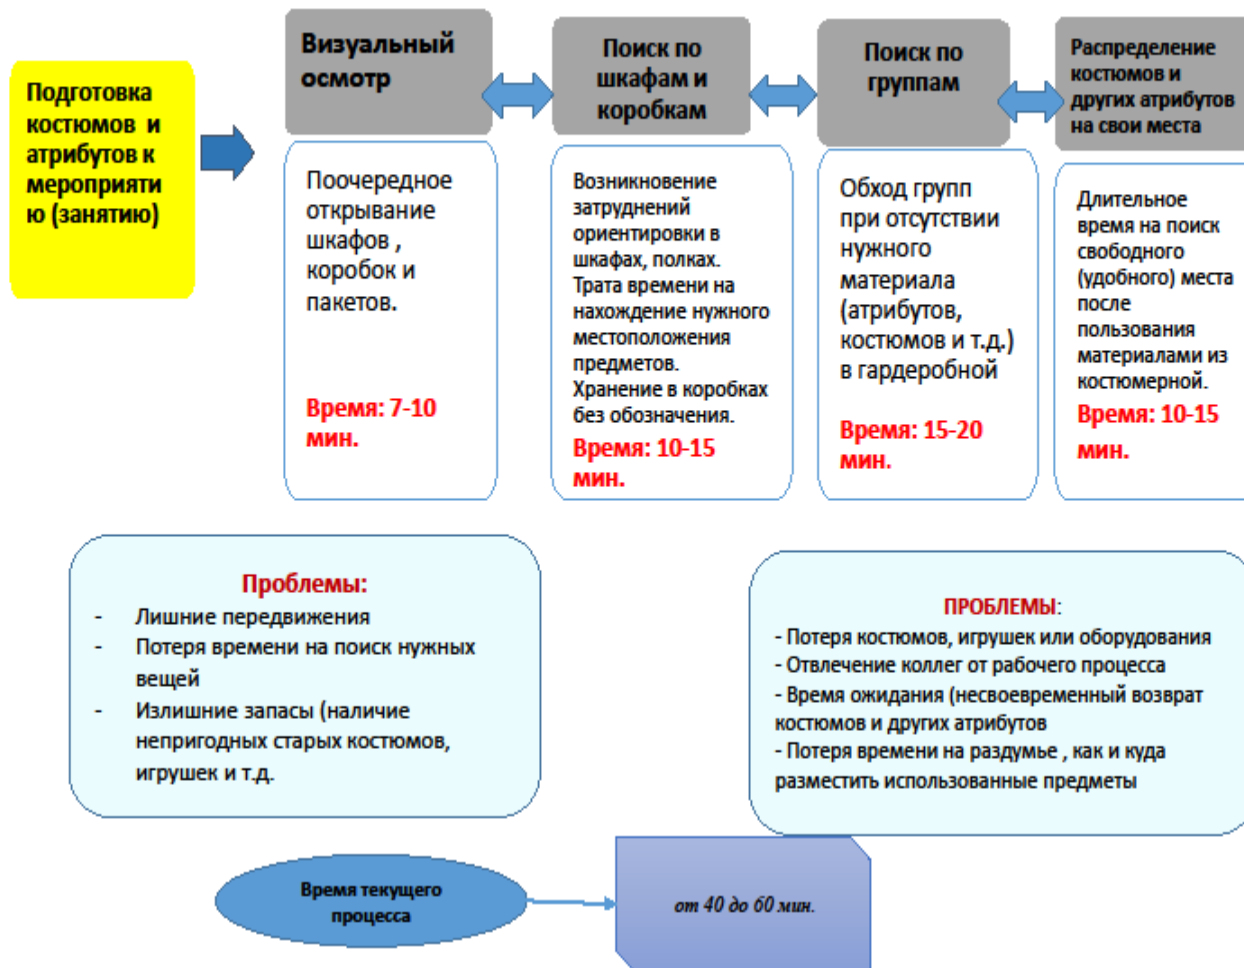 Подготовка
костюмов и
атрибутов к
мероприяти
ю (занятию)
Визуальный
осмотр
Поочередное
открывание
шкафов ,
коробок и
пакетов.
Время: 7-10
мин.
Поиск по
шкафам и
коробкам
Возникновение
затруднений
ориентировки в
шкафах, полках.
Трата времени на
нахождение нужного
местоположения
предметов.
Хранение в коробках
без обозначения.
Время: 10-15
мин.
Поиск по
группам
Обход групп
при отсутствии
нужного
материала
(атрибутов,
костюмов и т.д.)
в гардеробной
Время: 15-20
мин.
Распределение
костюмов и
других атрибутов
на свои места
Длительное
время на поиск
свободного
(удобного) места
после
пользования
материалами из
костюмерной.
Время: 10-15
мин.
Проблемы:
- Лишние передвижения
- Потеря времени на поиск нужных
вещей
- Излишние запасы (наличие
непригодных старых костюмов,
игрушек и т.д.
ПРОБЛЕМЫ:
- Потеря костюмов, игрушек или оборудования
- Отвлечение коллег от рабочего процесса
- Время ожидания (несвоевременный возврат
костюмов и других атрибутов
- Потеря времени на раздумье , как и куда
разместить использованные предметы
Время текущего
процесса
от 40 до 60 мин.